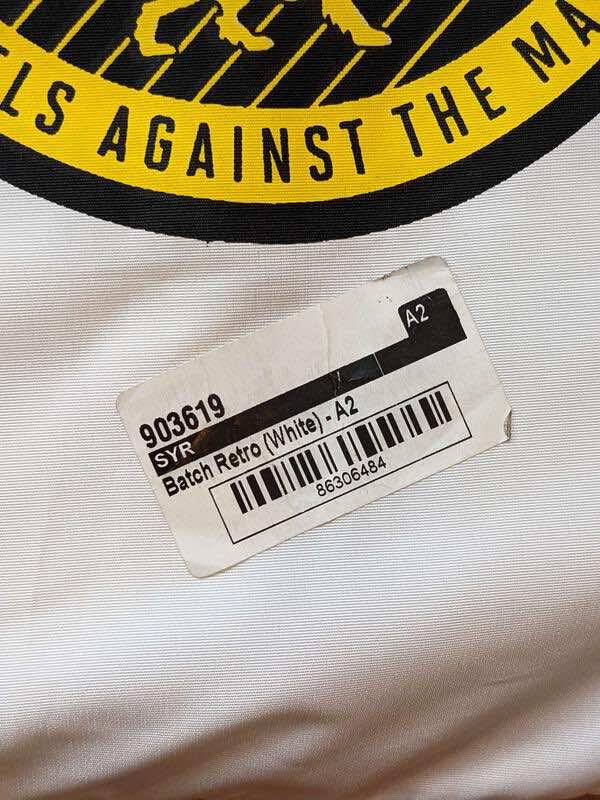 LS AGAINST THE MA
A2
903619
SYR
Batch Retro (White) - A2
86306484